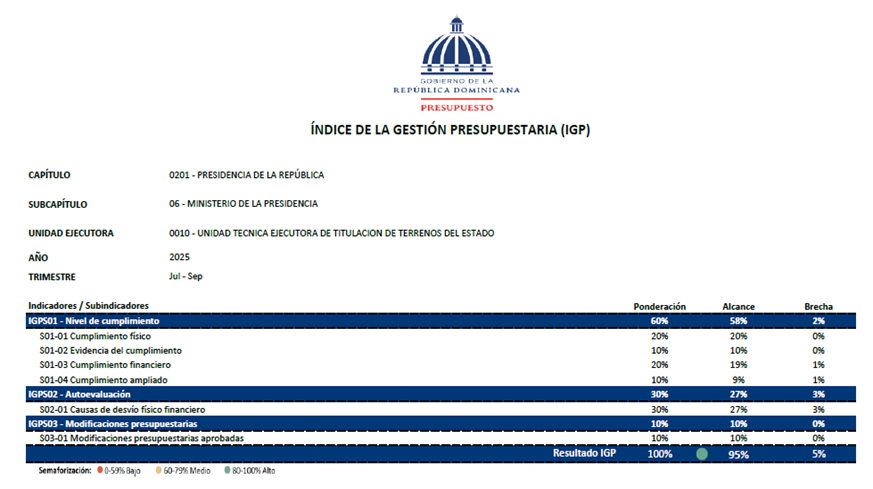 GOBIERNO DE LA
REPÚBLICA DOMINICANA
PRESUPUESTO
ÍNDICE DE LA GESTIÓN PRESUPUESTARIA (IGP)
CAPÍTULO 0201 - PRESIDENCIA DE LA REPÚBLICA
SUBCAPÍTULO 06 - MINISTERIO DE LA PRESIDENCIA
UNIDAD EJECUTORA 0010 - UNIDAD TECNICA EJECUTORA DE TITULACION DE TERRENOS DEL ESTADO
AÑO 2025
TRIMESTRE Jul - Sep
Indicadores / Subindicadores Ponderación Alcance Brecha
IGPS01 - Nivel de cumplimiento 60% 58% 2%
S01-01 Cumplimiento físico 20% 20% 0%
S01-02 Evidencia del cumplimiento 10% 10% 0%
S01-03 Cumplimiento financiero 20% 19% 1%
S01-04 Cumplimiento ampliado 10% 9% 1%
IGPS02 - Autoevaluación 30% 27% 3%
S02-01 Causas de desvío físico financiero 30% 27% 3%
IGPS03 - Modificaciones presupuestarias 10% 10% 0%
S03-01 Modificaciones presupuestarias aprobadas 10% 10% 0%
Resultado IGP 100% 95% 5%
Semaforización: 0-59% Bajo 60-79% Medio 80-100% Alto